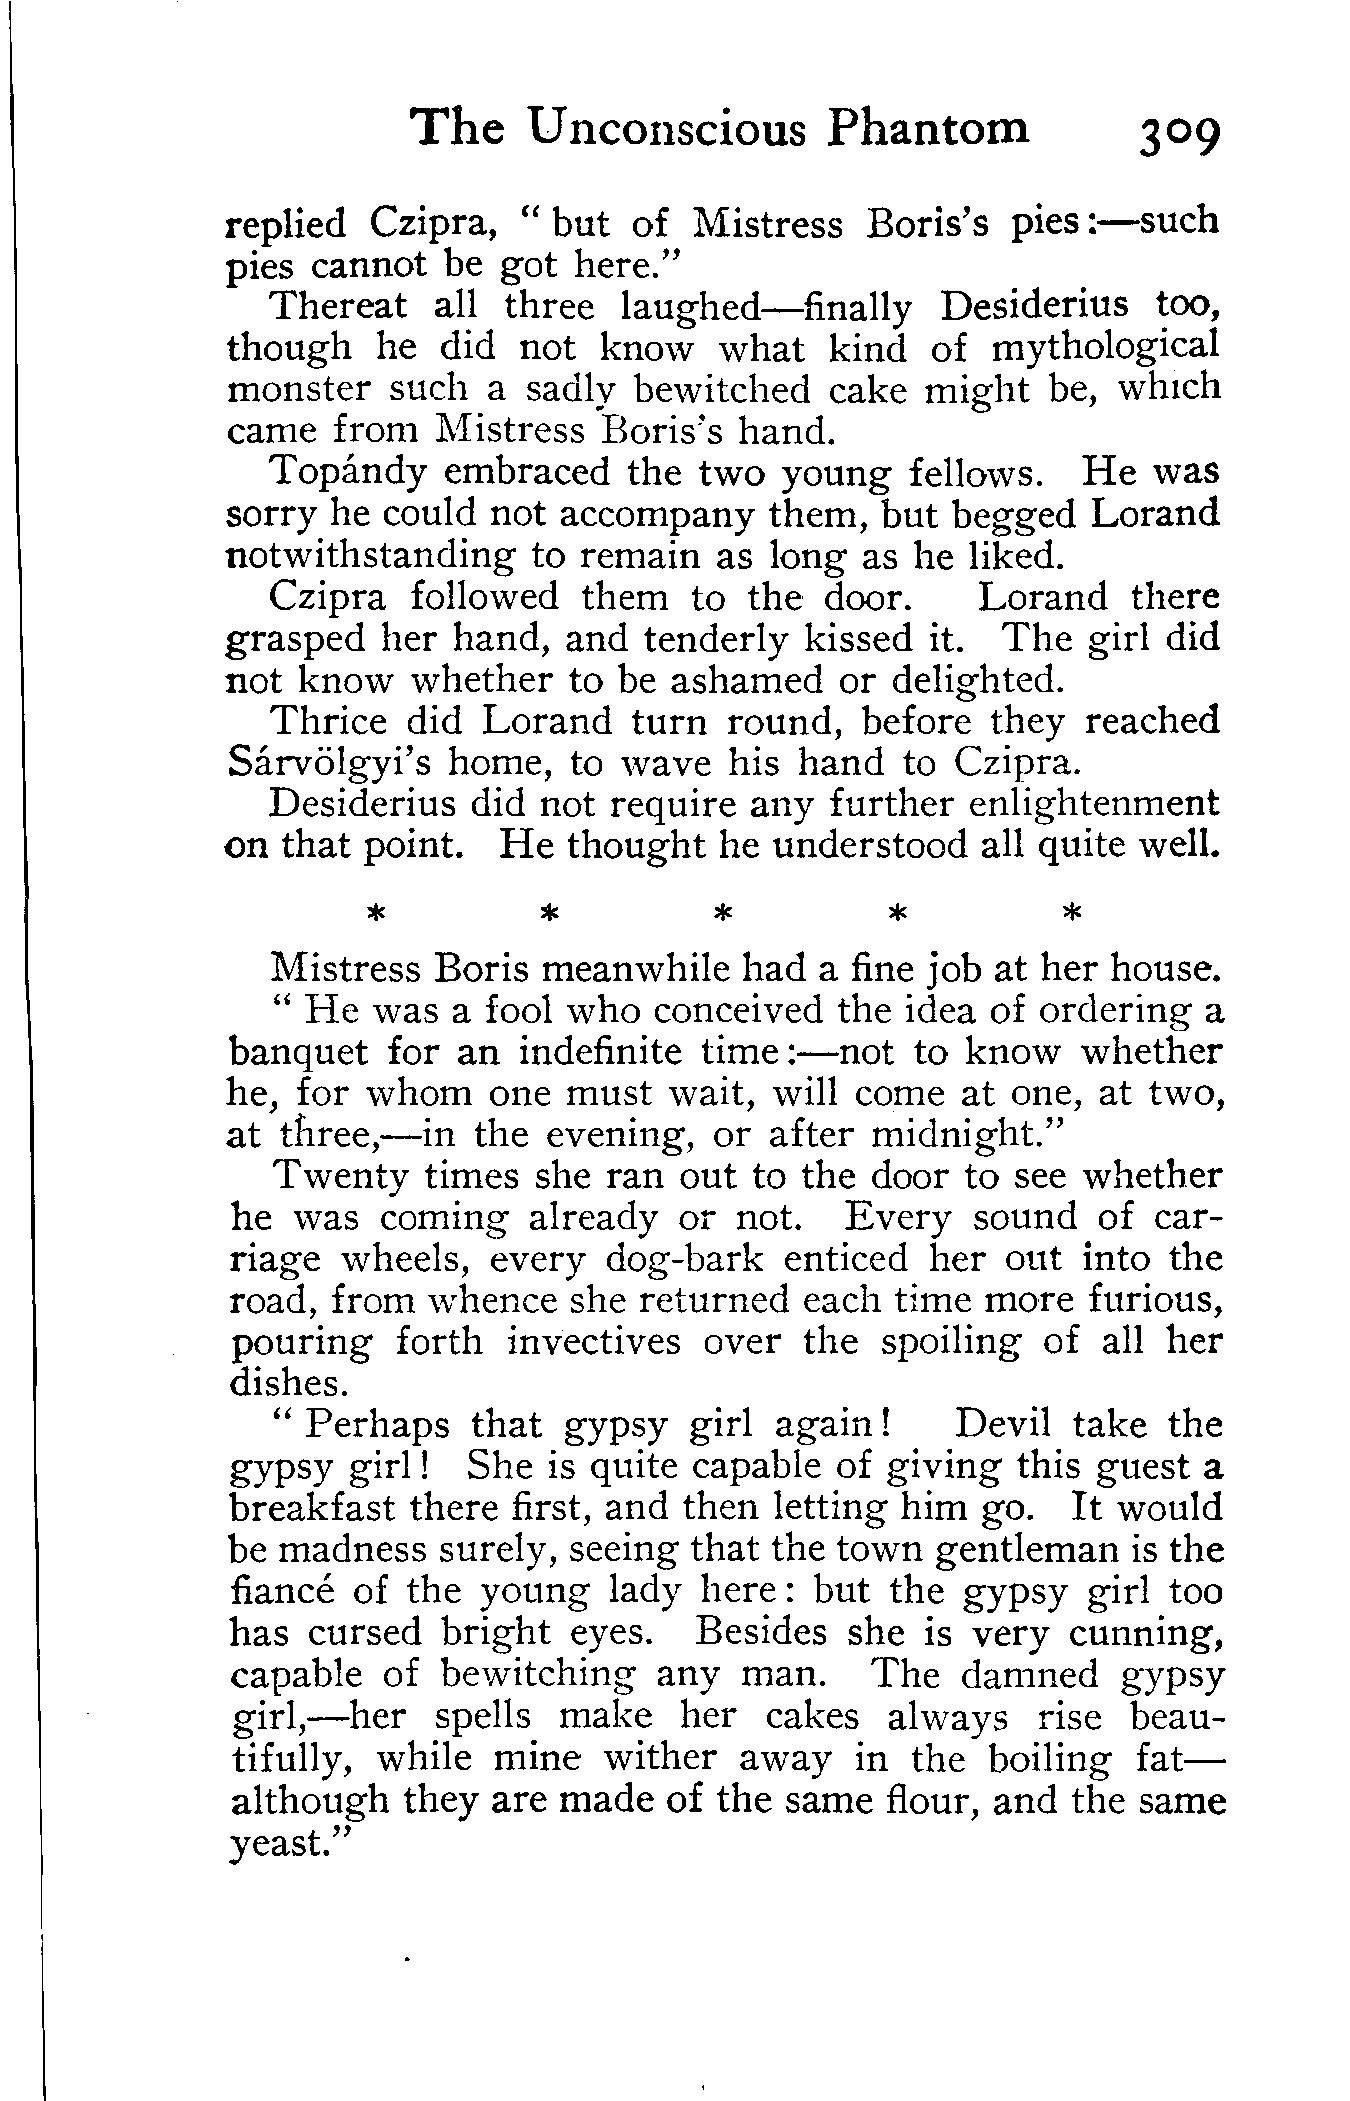 The Unconscious Phantom 309
replied Czipra, “ but of Mistress Boris’s pies :—such
pies cannot be got here.”
Thereat all three laughed—finally Desiderius too,
though he did not know what kind of mythological
monster such a sadly bewitched cake might be, which
came from Mistress Boris’s hand.
Topándy embraced the two young fellows. He was
sorry he could not accompany them, but begged Lorand
notwithstanding to remain as long as he liked.
Czipra followed them to the door. Lorand there
grasped her hand, and tenderly kissed it. The girl did
not know whether to be ashamed or delighted.
Thrice did Lorand turn round, before they reached
Sárvölgyi’s home, to wave his hand to Czipra.
Desiderius did not require any further enlightenment
on that point. He thought he understood all quite well.
* * * * *
Mistress Boris meanwhile had a fine job at her house.
“ He was a fool who conceived the idea of ordering a
banquet for an indefinite time :—not to know whether
he, for whom one must wait, will come at one, at two,
at three,—in the evening, or after midnight.”
Twenty times she ran out to the door to see whether
he was coming already or not. Every sound of car-
riage wheels, every dog-bark enticed her out into the
road, from whence she returned each time more furious,
pouring forth invectives over the spoiling of all her
dishes.
“ Perhaps that gypsy girl again ! Devil take the
gypsy girl ! She is quite capable of giving this guest a
breakfast there first, and then letting him go. It would
be madness surely, seeing that the town gentleman is the
fiancé of the young lady here : but the gypsy girl too
has cursed bright eyes. Besides she is very cunning,
capable of bewitching any man. The damned gypsy
girl,—her spells make her cakes always rise beau-
tifully, while mine wither away in the boiling fat—
although they are made of the same flour, and the same
yeast.”